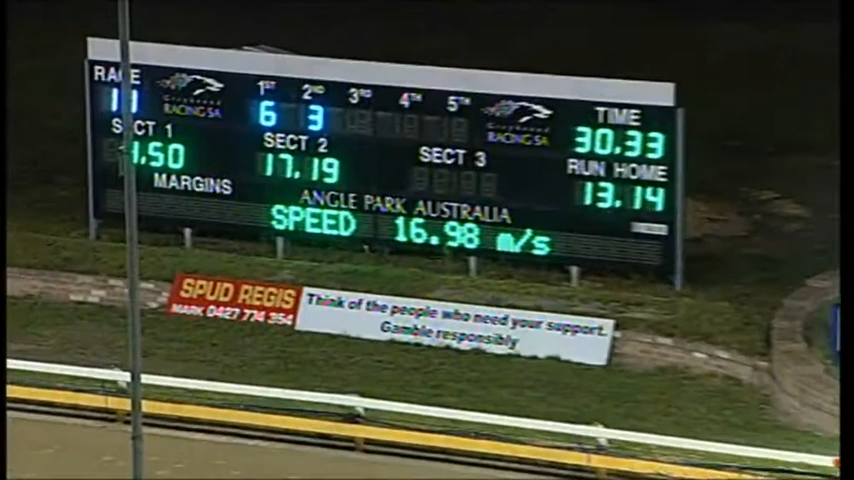 RACE 1ST 2ND 3RD 4TH 5TH TIME
Greyhound RACING SA 6 3 Greyhound RACING SA 30.33
SECT 1 SECT 2 SECT 3 RUN HOME
.50 17.19 13.14
MARGINS
ANGLE PARK AUSTRALIA
SPEED 16.98 m/s
SPUD REGIS
MARK 0427 774 354
Think of the people who need your support.
Gamble responsibly